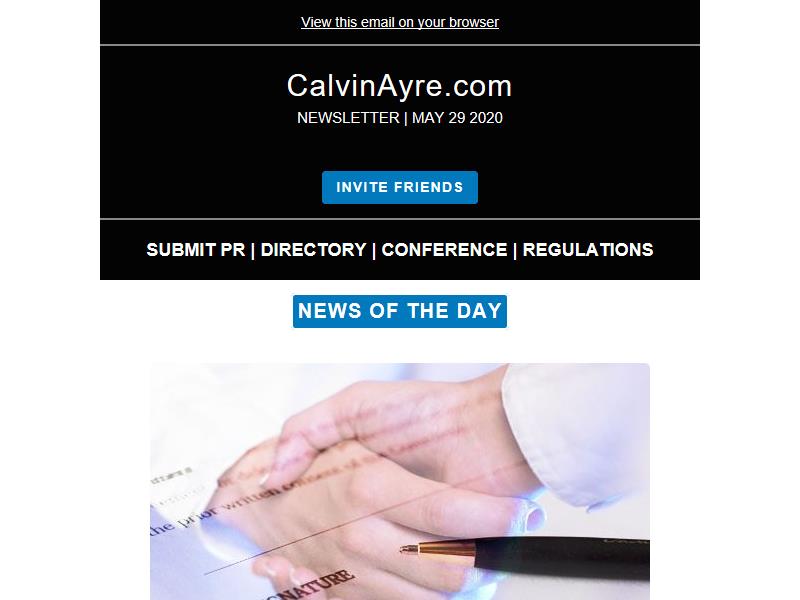 View this email on your browser
CalvinAyre.com
NEWSLETTER | MAY 29 2020
INVITE FRIENDS
SUBMIT PR | DIRECTORY | CONFERENCE | REGULATIONS
NEWS OF THE DAY
the prior written consent of the
NATURE